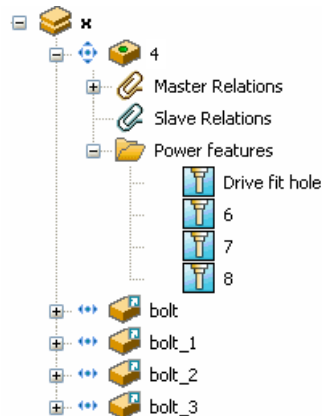 x
4
Master Relations
Slave Relations
Power features
Drive fit hole
6
7
8
bolt
bolt_1
bolt_2
bolt_3